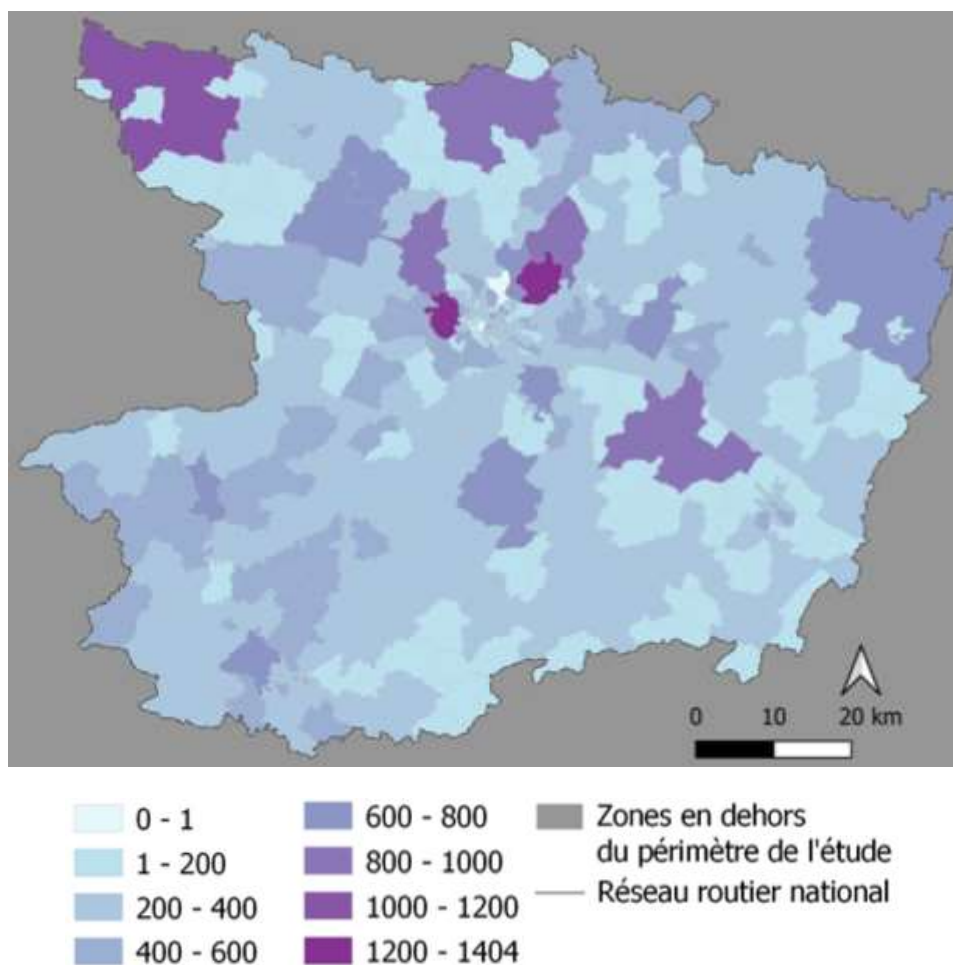 0 10 20 km
0 - 1
1 - 200
200 - 400
400 - 600
600 - 800
800 - 1000
1000 - 1200
1200 - 1404
Zones en dehors
du périmètre de l'étude
Réseau routier national